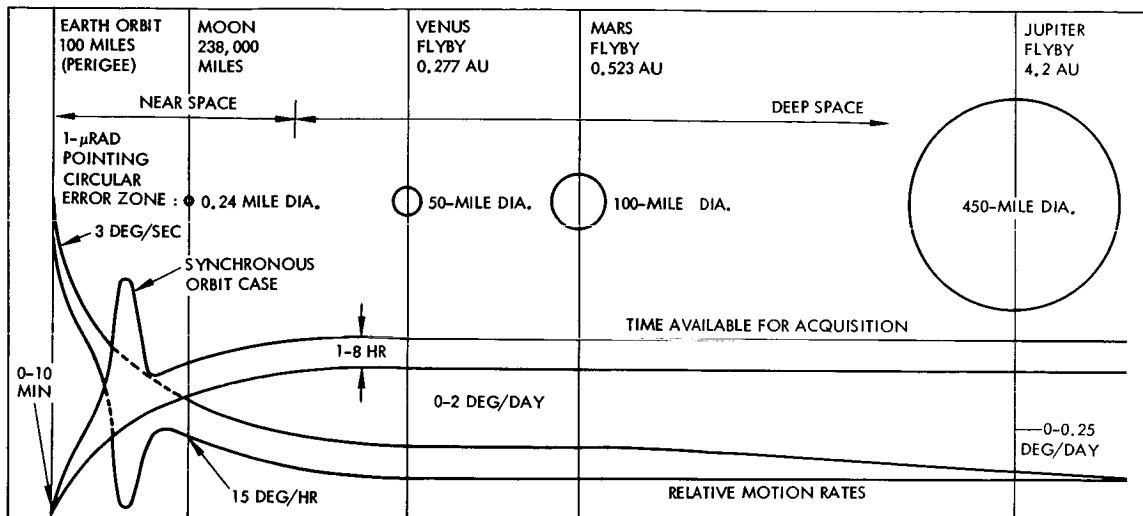 EARTH ORBIT
100 MILES
(PERIGEE)
MOON
238,000
MILES
VENUS
FLYBY
0.277 AU
MARS
FLYBY
0.523 AU
JUPITER
FLYBY
4.2 AU
NEAR SPACE
DEEP SPACE
1-μRAD
POINTING
CIRCULAR
ERROR ZONE :
0.24 MILE DIA.
50-MILE DIA.
100-MILE DIA.
450-MILE DIA.
3 DEG/SEC
SYNCHRONOUS
ORBIT CASE
TIME AVAILABLE FOR ACQUISITION
1-8 HR
0-10
MIN
0-2 DEG/DAY
0-0.25
DEG/DAY
15 DEG/HR
RELATIVE MOTION RATES